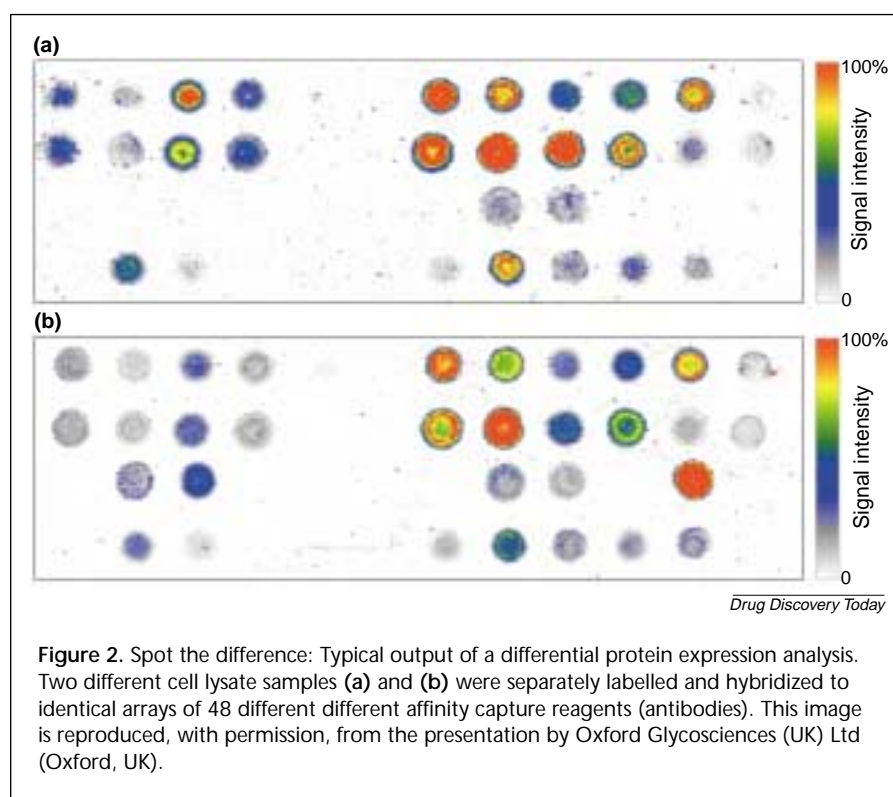 (a)
100%
Signal intensity
0
(b)
100%
Signal intensity
0
Drug Discovery Today
Figure 2. Spot the difference: Typical output of a differential protein expression analysis.
Two different cell lysate samples (a) and (b) were separately labelled and hybridized to
identical arrays of 48 different different affinity capture reagents (antibodies). This image
is reproduced, with permission, from the presentation by Oxford Glycosciences (UK) Ltd
(Oxford, UK).